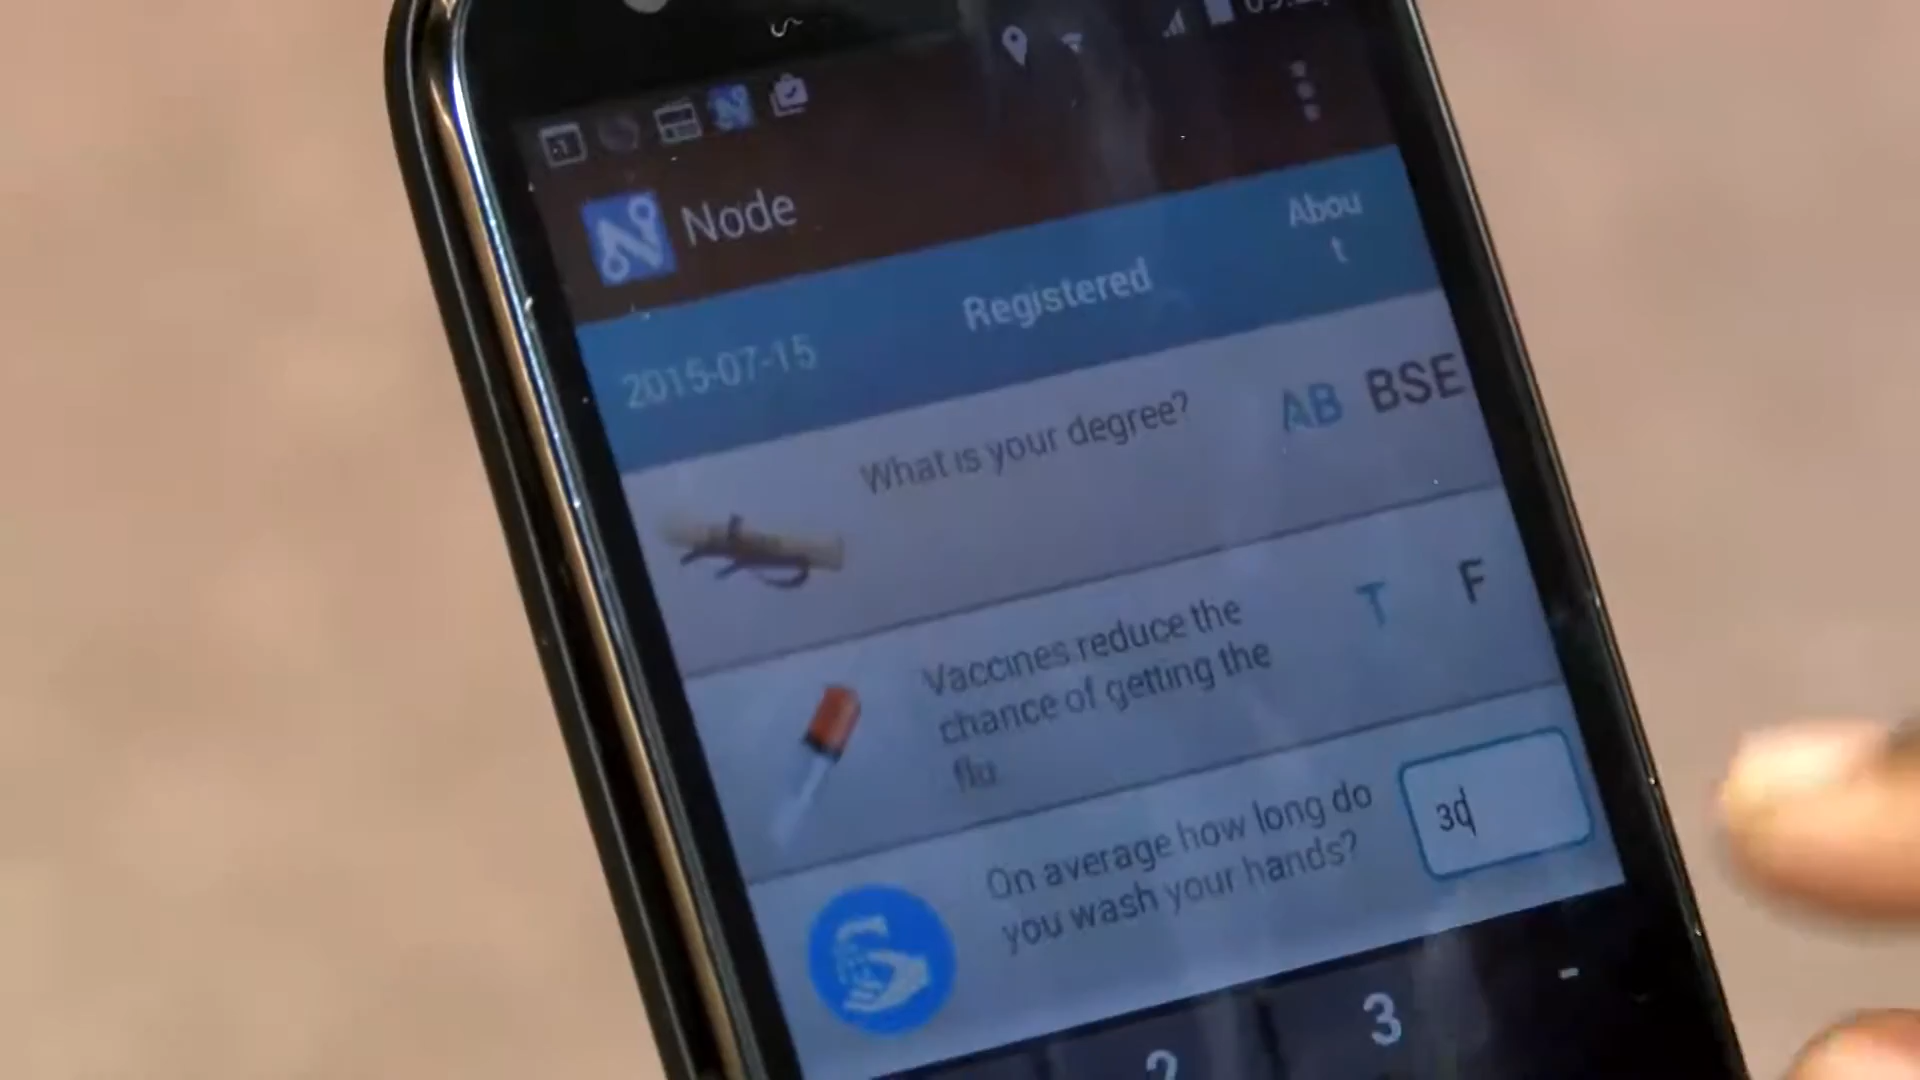 Node
2015-07-15
Registered
Abou
t
What is your degree?
AB BSE
Vaccines reduce the
chance of getting the
flu
T F
On average how long do
you wash your hands?
30
2
3
-